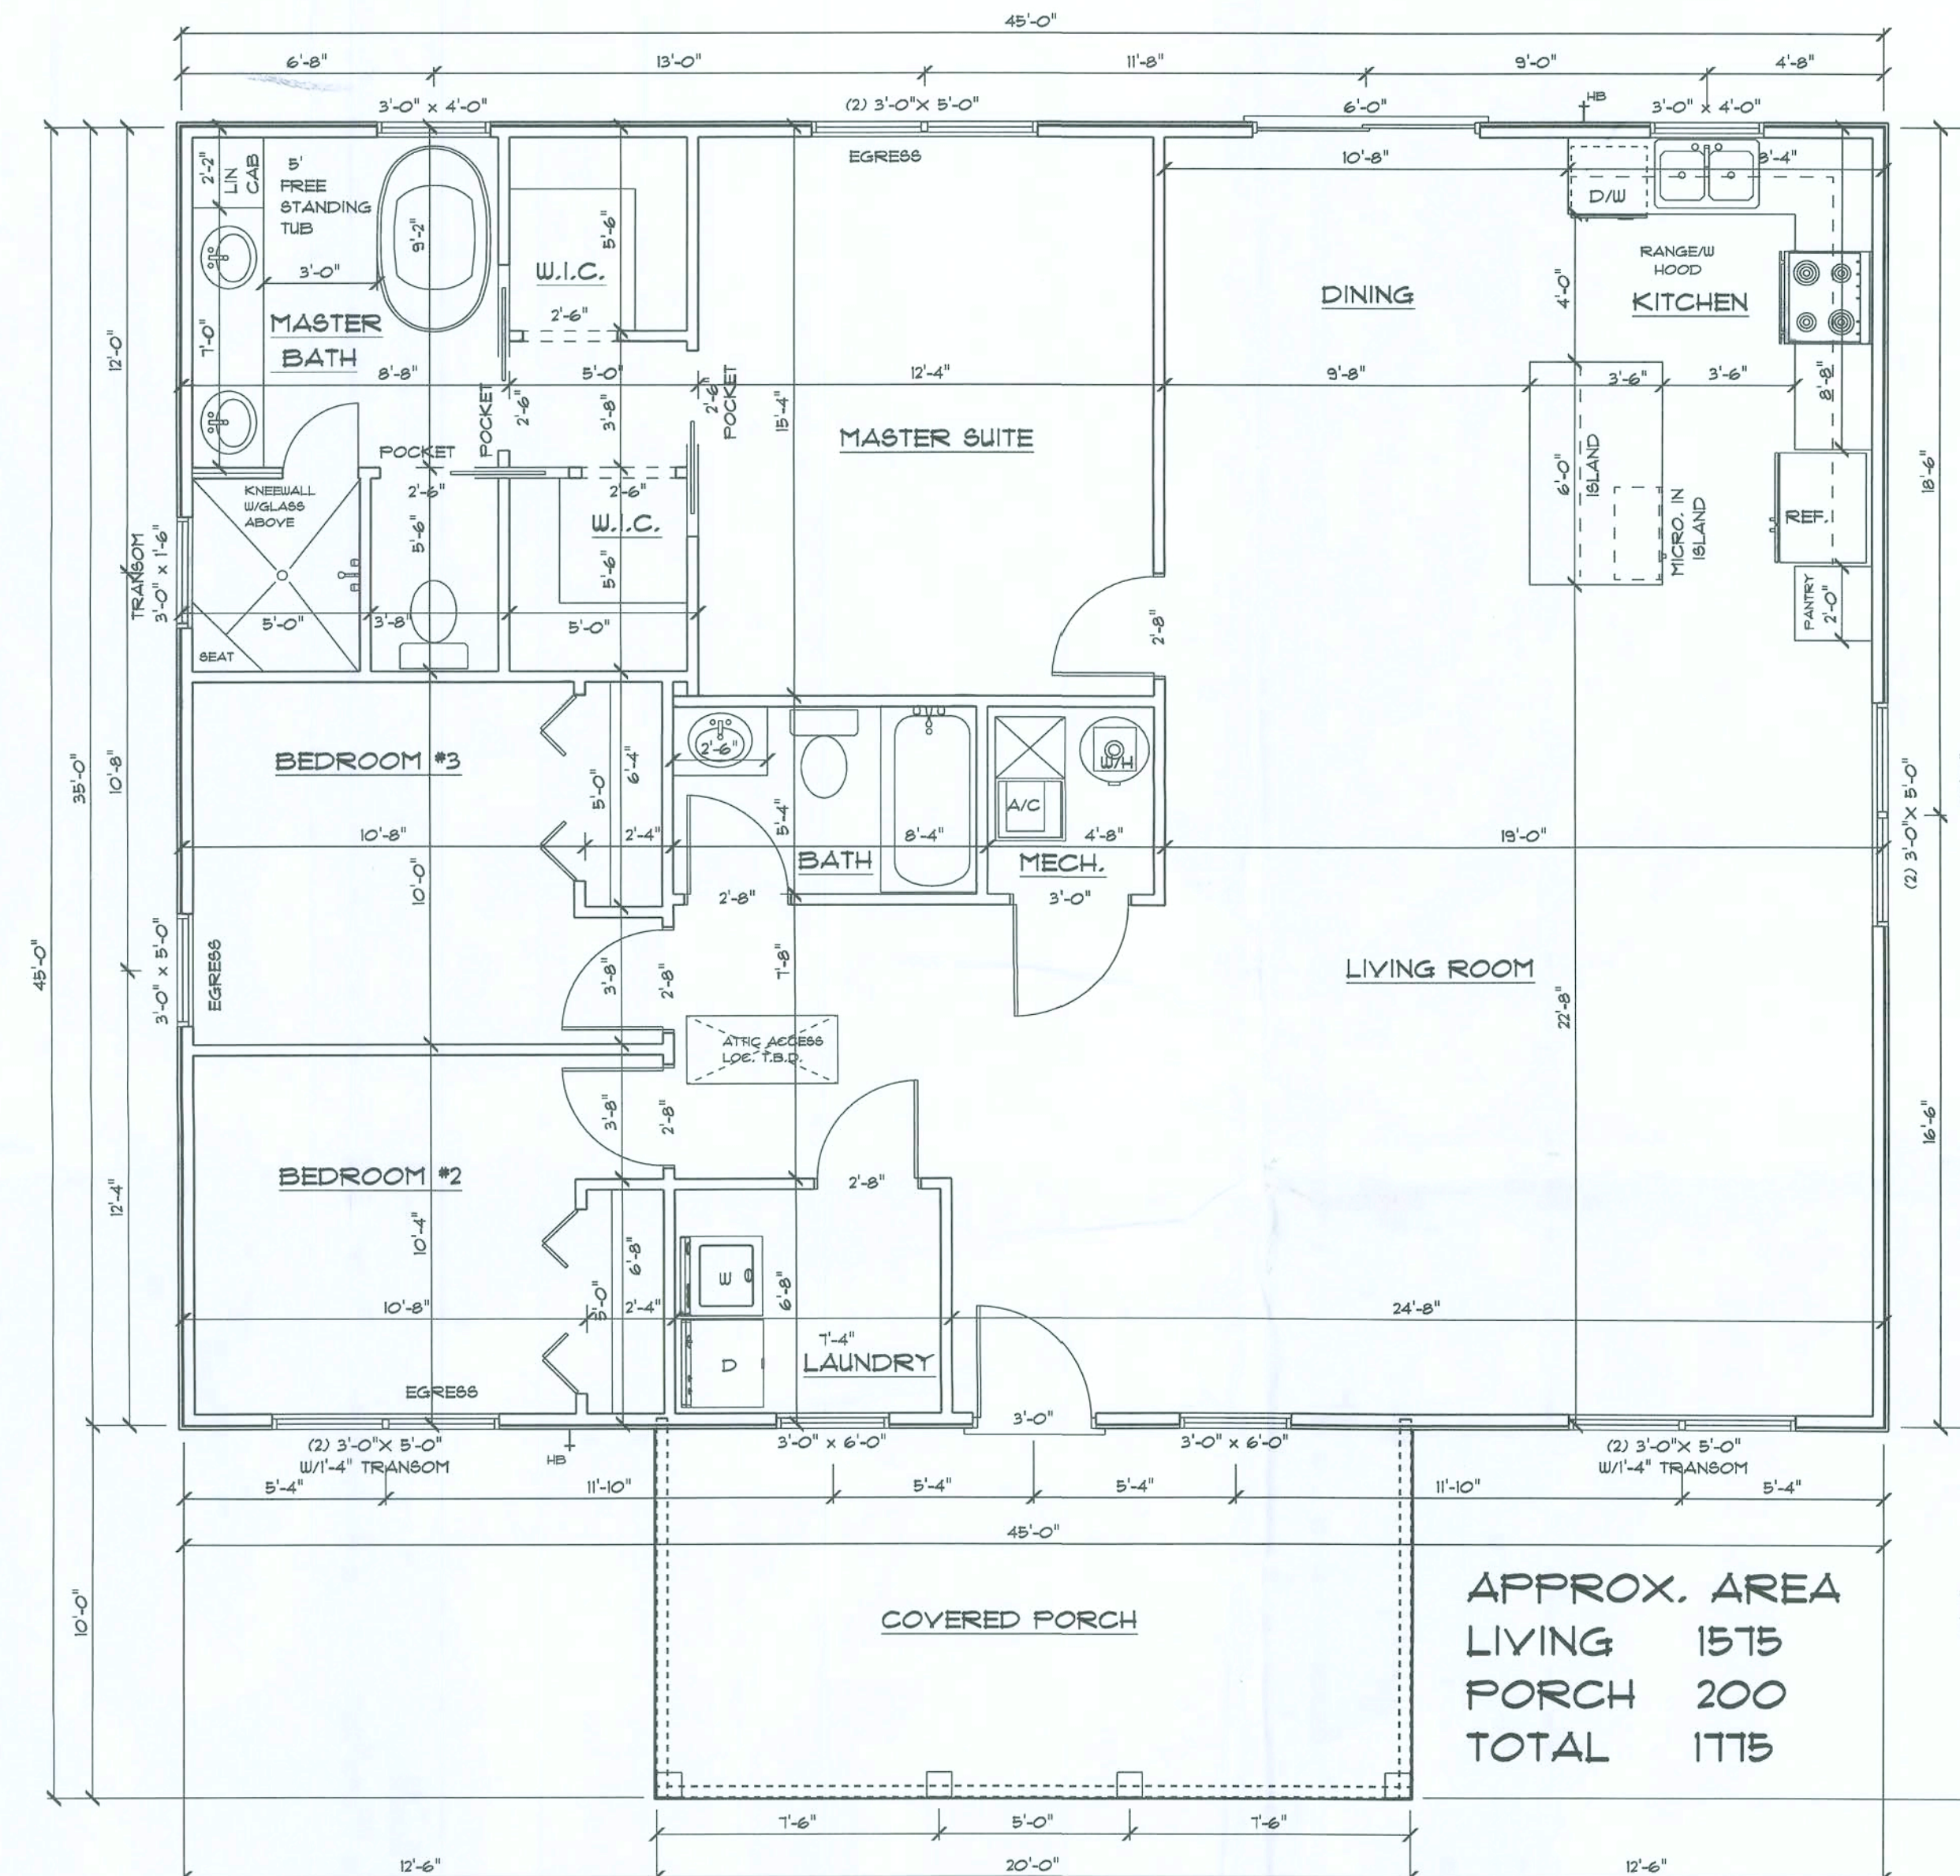 45'-0"
6'-8" 13'-0" 11'-8" 9'-0" 4'-8"
3'-0" x 4'-0" (2) 3'-0"x 5'-0" 6'-0" HB 3'-0" x 4'-0"
EGRESS 10'-8" 8'-4"
2'-2" LIN CAB
5'
FREE
STANDING
TUB
9'-2"
3'-0"
7'-0"
MASTER
BATH
5'-6"
W.I.C.
2'-6"
D/W
RANGE/W
HOOD
DINING
KITCHEN
4'-0"
12'-0"
8'-8" 5'-0" 12'-4" 9'-8" 3'-6" 3'-6"
8'-8"
POCKET 2'-6" 3'-8" 2'-6" POCKET 15'-4"
MASTER SUITE
POCKET
2'-6" 2'-6"
KNEEWALL
W/GLASS
ABOVE
5'-6"
W.I.C.
5'-6"
6'-0" ISLAND
MICRO. IN
ISLAND
REF.
18'-6"
TRANSOM
3'-0" x 1'-6"
5'-0" 3'-8" 5'-0"
SEAT
2'-8"
PANTRY
2'-0"
BEDROOM #3
2'-6"
W/H
A/C
35'-0"
10'-8"
6'-4"
5'-0"
5'-4"
10'-8" 2'-4" 8'-4" 4'-8" 19'-0"
(2) 3'-0"x 5'-0"
BATH
MECH.
10'-0"
2'-8" 3'-0"
45'-0"
3'-0" x 5'-0"
EGRESS
3'-8" 2'-8" 7'-8"
LIVING ROOM
22'-8"
ATTIC ACCESS
LOC. T.B.D.
3'-8" 2'-8"
16'-6"
BEDROOM #2
2'-8"
12'-4"
10'-4"
6'-8"
W
6'-8"
10'-8" 5'-0" 2'-4" 24'-8"
7'-4"
D
LAUNDRY
EGRESS
3'-0"
(2) 3'-0"x 5'-0"
W/1'-4" TRANSOM
HB
3'-0" x 6'-0" 3'-0" x 6'-0"
(2) 3'-0"x 5'-0"
W/1'-4" TRANSOM
5'-4" 11'-10" 5'-4" 5'-4" 11'-10" 5'-4"
45'-0"
10'-0"
COVERED PORCH
APPROX. AREA
LIVING 1575
PORCH 200
TOTAL 1775
7'-6" 5'-0" 7'-6"
12'-6" 20'-0" 12'-6"